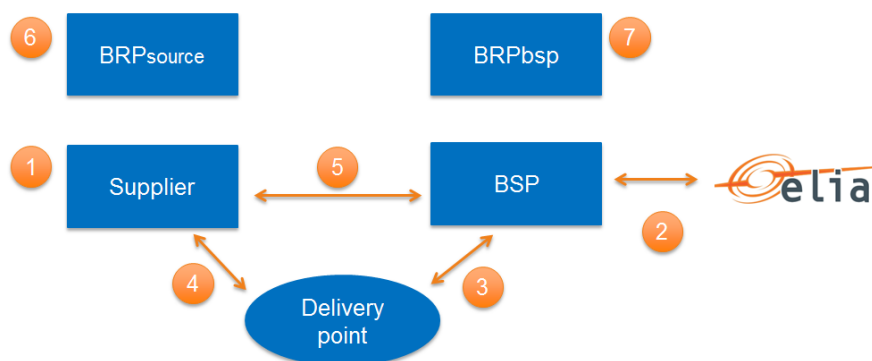 6
BRPsource
BRPbsp
7
1
Supplier
5
BSP
elia
2
4
3
Delivery
point